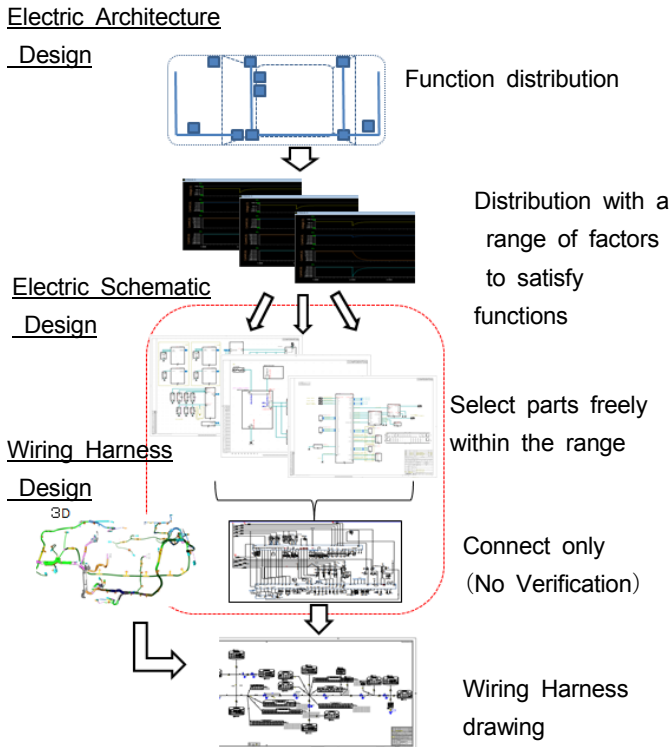 Electric Architecture
Design
Function distribution
Distribution with a
range of factors
to satisfy
functions
Electric Schematic
Design
Select parts freely
within the range
Wiring Harness
Design
3D
Connect only
（No Verification）
Wiring Harness
drawing